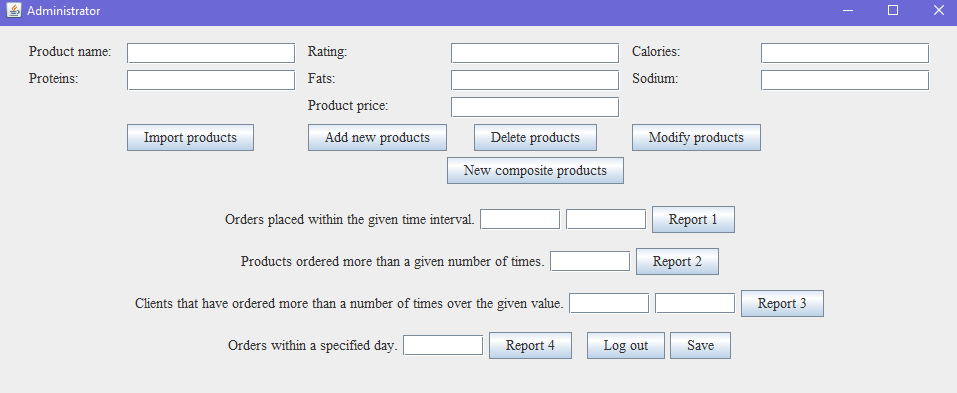 Administrator
Product name: Rating: Calories:
Proteins: Fats: Sodium:
Product price:
Import products Add new products Delete products Modify products
New composite products
Orders placed within the given time interval. Report 1
Products ordered more than a given number of times. Report 2
Clients that have ordered more than a number of times over the given value. Report 3
Orders within a specified day. Report 4 Log out Save